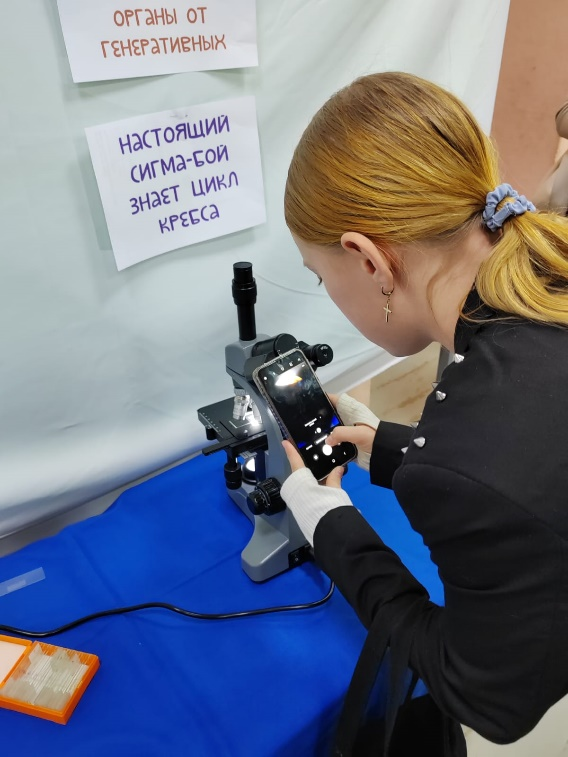 ОРГАНЫ ОТ
ГЕНЕРАТИВНЫХ
НАСТОЯЩИЙ
СИГМА-БОЙ
ЗНАЕТ ЦИКЛ
КРЕБСА